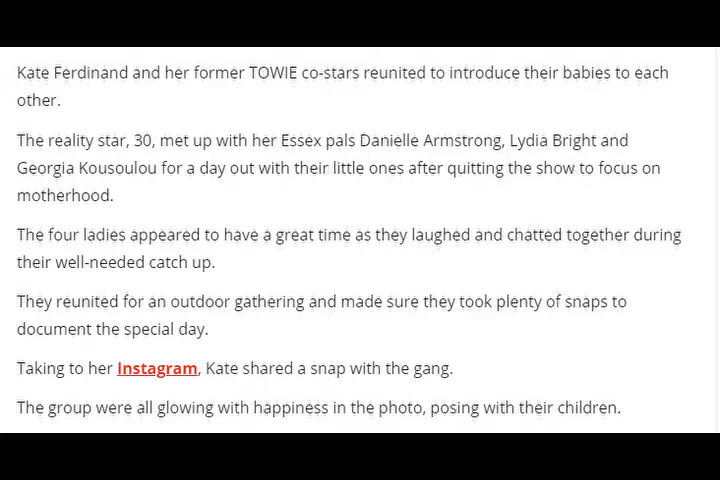 Kate Ferdinand and her former TOWIE co-stars reunited to introduce their babies to each
other.
The reality star, 30, met up with her Essex pals Danielle Armstrong, Lydia Bright and
Georgia Kousoulou for a day out with their little ones after quitting the show to focus on
motherhood.
The four ladies appeared to have a great time as they laughed and chatted together during
their well-needed catch up.
They reunited for an outdoor gathering and made sure they took plenty of snaps to
document the special day.
Taking to her Instagram, Kate shared a snap with the gang.
The group were all glowing with happiness in the photo, posing with their children.